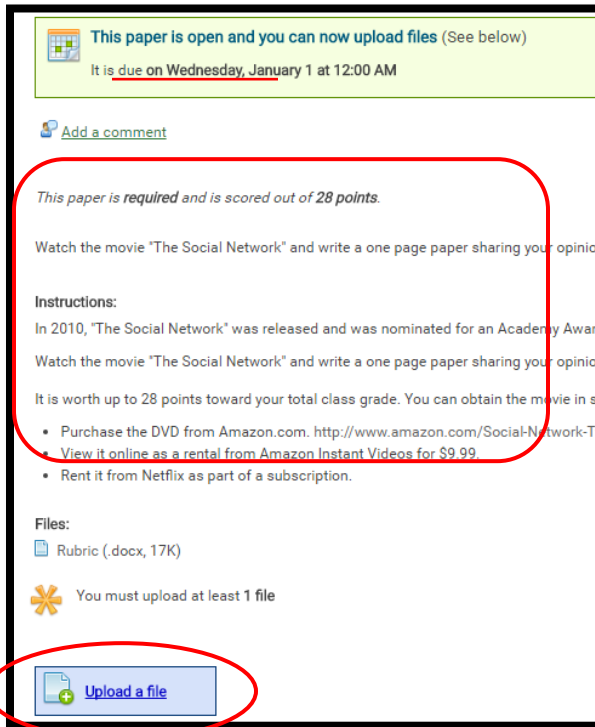 This paper is open and you can now upload files (See below)
It is due on Wednesday, January 1 at 12:00 AM
Add a comment
This paper is required and is scored out of 28 points.
Watch the movie "The Social Network" and write a one page paper sharing your opinio
Instructions:
In 2010, "The Social Network" was released and was nominated for an Academy Awar
Watch the movie "The Social Network" and write a one page paper sharing your opinio
It is worth up to 28 points toward your total class grade. You can obtain the movie in s
• Purchase the DVD from Amazon.com. http://www.amazon.com/Social-Network-T
• View it online as a rental from Amazon Instant Videos for $9.99.
• Rent it from Netflix as part of a subscription.
Files:
Rubric (.docx, 17K)
You must upload at least 1 file
Upload a file